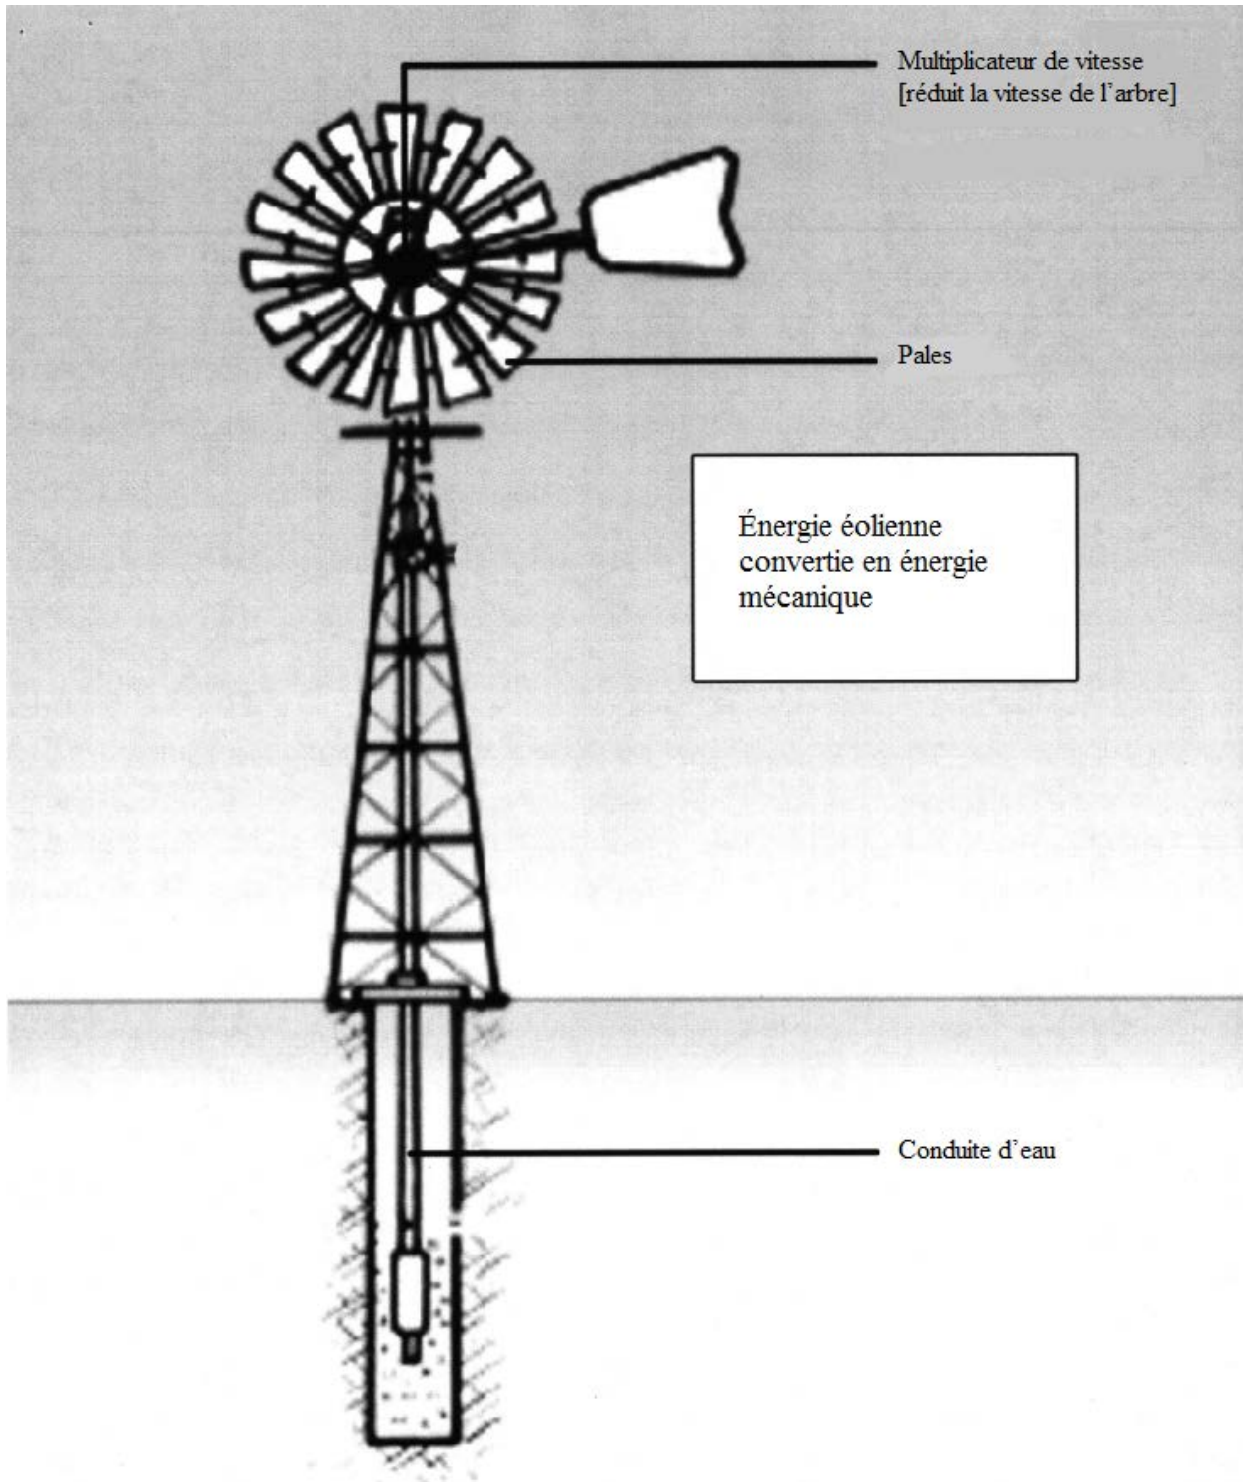 Multiplicateur de vitesse
[réduit la vitesse de l’arbre]
Pales
Énergie éolienne
convertie en énergie
mécanique
Conduite d’eau